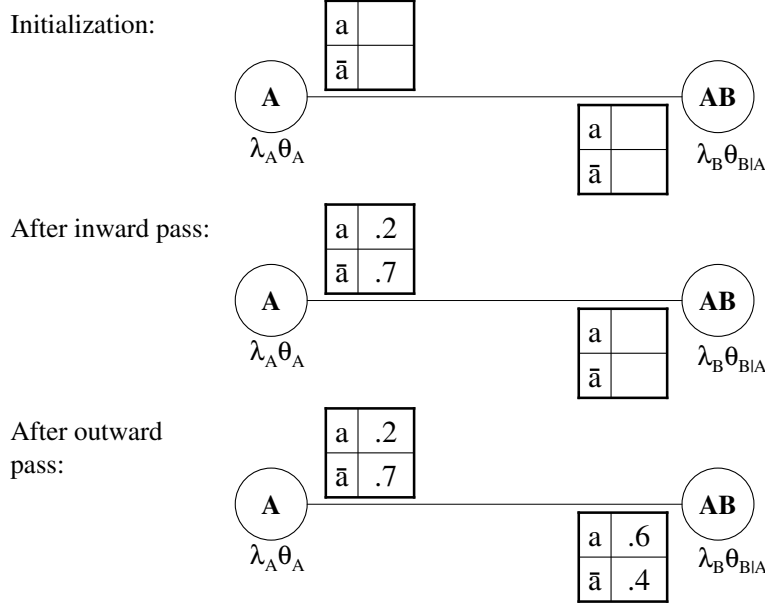 Initialization:
a
ā
A
AB
λAθA
a
ā
λBθB|A
After inward pass:
a .2
ā .7
A
AB
λAθA
a
ā
λBθB|A
After outward
pass:
a .2
ā .7
A
AB
λAθA
a .6
ā .4
λBθB|A